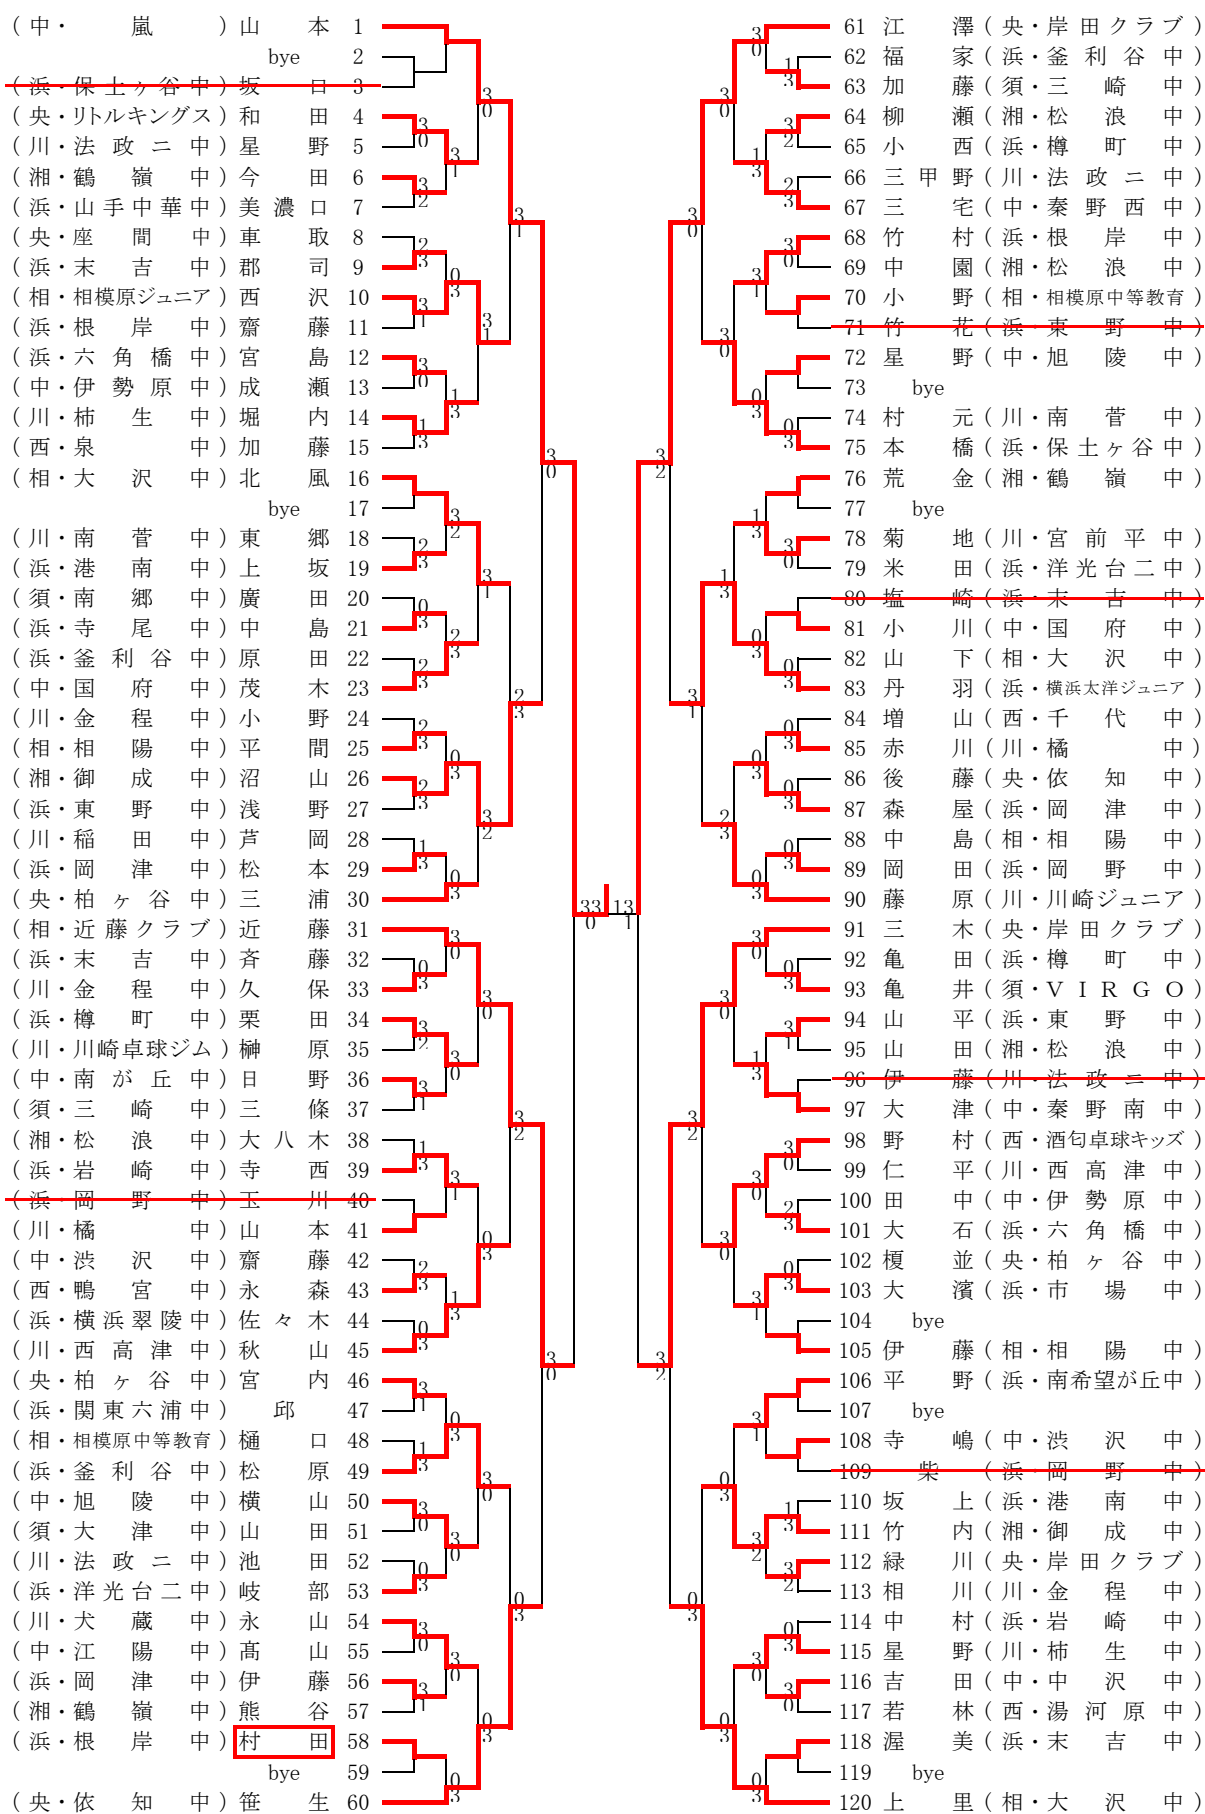 (中・嵐)山本 1
bye 2
(浜・保土ヶ谷中)坂口 3
(央・リトルキングス)和田 4
(川・法政二中)星野 5
(湘・鶴嶺中)今田 6
(浜・山手中華中)美濃口 7
(央・座間中)車取 8
(浜・末吉中)郡司 9
(相・相模原ジュニア)西沢 10
(浜・根岸中)齋藤 11
(浜・六角橋中)宮島 12
(中・伊勢原中)成瀬 13
(川・柿生中)堀内 14
(西・泉中)加藤 15
(相・大沢中)北風 16
bye 17
(川・南菅中)東郷 18
(浜・港南中)上坂 19
(須・南郷中)廣田 20
(浜・寺尾中)中島 21
(浜・釜利谷中)原田 22
(中・国府中)茂木 23
(川・金程中)小野 24
(相・相陽中)平間 25
(湘・御成中)沼山 26
(浜・東野中)浅野 27
(川・稲田中)芦岡 28
(浜・岡津中)松本 29
(央・柏ヶ谷中)三浦 30
(相・近藤クラブ)近藤 31
(浜・末吉中)斉藤 32
(川・金程中)久保 33
(浜・樽町中)栗田 34
(川・川崎卓球ジム)榊原 35
(中・南が丘中)日野 36
(須・三崎中)三條 37
(湘・松浪中)大八木 38
(浜・岩崎中)寺西 39
(浜・岡野中)玉川 40
(川・橘中)山本 41
(中・渋沢中)齋藤 42
(西・鴨宮中)永森 43
(浜・横浜翠陵中)佐々木 44
(川・西高津中)秋山 45
(央・柏ヶ谷中)宮内 46
(浜・関東六浦中)邱 47
(相・相模原中等教育)樋口 48
(浜・釜利谷中)松原 49
(中・旭陵中)横山 50
(須・大津中)山田 51
(川・法政二中)池田 52
(浜・洋光台二中)岐部 53
(川・犬蔵中)永山 54
(中・江陽中)髙山 55
(浜・岡津中)伊藤 56
(湘・鶴嶺中)熊谷 57
(浜・根岸中)村田 58
bye 59
(央・依知中)笹生 60
61 江澤(央・岸田クラブ)
62 福家(浜・釜利谷中)
63 加藤(須・三崎中)
64 柳瀬(湘・松浪中)
65 小西(浜・樽町中)
66 三甲野(川・法政二中)
67 三宅(中・秦野西中)
68 竹村(浜・根岸中)
69 中園(湘・松浪中)
70 小野(相・相模原中等教育)
71 竹花(浜・東野中)
72 星野(中・旭陵中)
73 bye
74 村元(川・南菅中)
75 本橋(浜・保土ヶ谷中)
76 荒金(湘・鶴嶺中)
77 bye
78 菊地(川・宮前平中)
79 米田(浜・洋光台二中)
80 塩崎(浜・末吉中)
81 小川(中・国府中)
82 山下(相・大沢中)
83 丹羽(浜・横浜太洋ジュニア)
84 増山(西・千代中)
85 赤川(川・橘中)
86 後藤(央・依知中)
87 森屋(浜・岡津中)
88 中島(相・相陽中)
89 岡田(浜・岡野中)
90 藤原(川・川崎ジュニア)
91 三木(央・岸田クラブ)
92 亀田(浜・樽町中)
93 亀井(須・VIRGO)
94 山平(浜・東野中)
95 山田(湘・松浪中)
96 伊藤(川・法政二中)
97 大津(中・秦野南中)
98 野村(西・酒匂卓球キッズ)
99 仁平(川・西高津中)
100 田中(中・伊勢原中)
101 大石(浜・六角橋中)
102 榎並(央・柏ヶ谷中)
103 大濱(浜・市場中)
104 bye
105 伊藤(相・相陽中)
106 平野(浜・南希望が丘中)
107 bye
108 寺嶋(中・渋沢中)
109 柴(浜・岡野中)
110 坂上(浜・港南中)
111 竹内(湘・御成中)
112 緑川(央・岸田クラブ)
113 相川(川・金程中)
114 中村(浜・岩崎中)
115 星野(川・柿生中)
116 吉田(中・中沢中)
117 若林(西・湯河原中)
118 渥美(浜・末吉中)
119 bye
120 上里(相・大沢中)